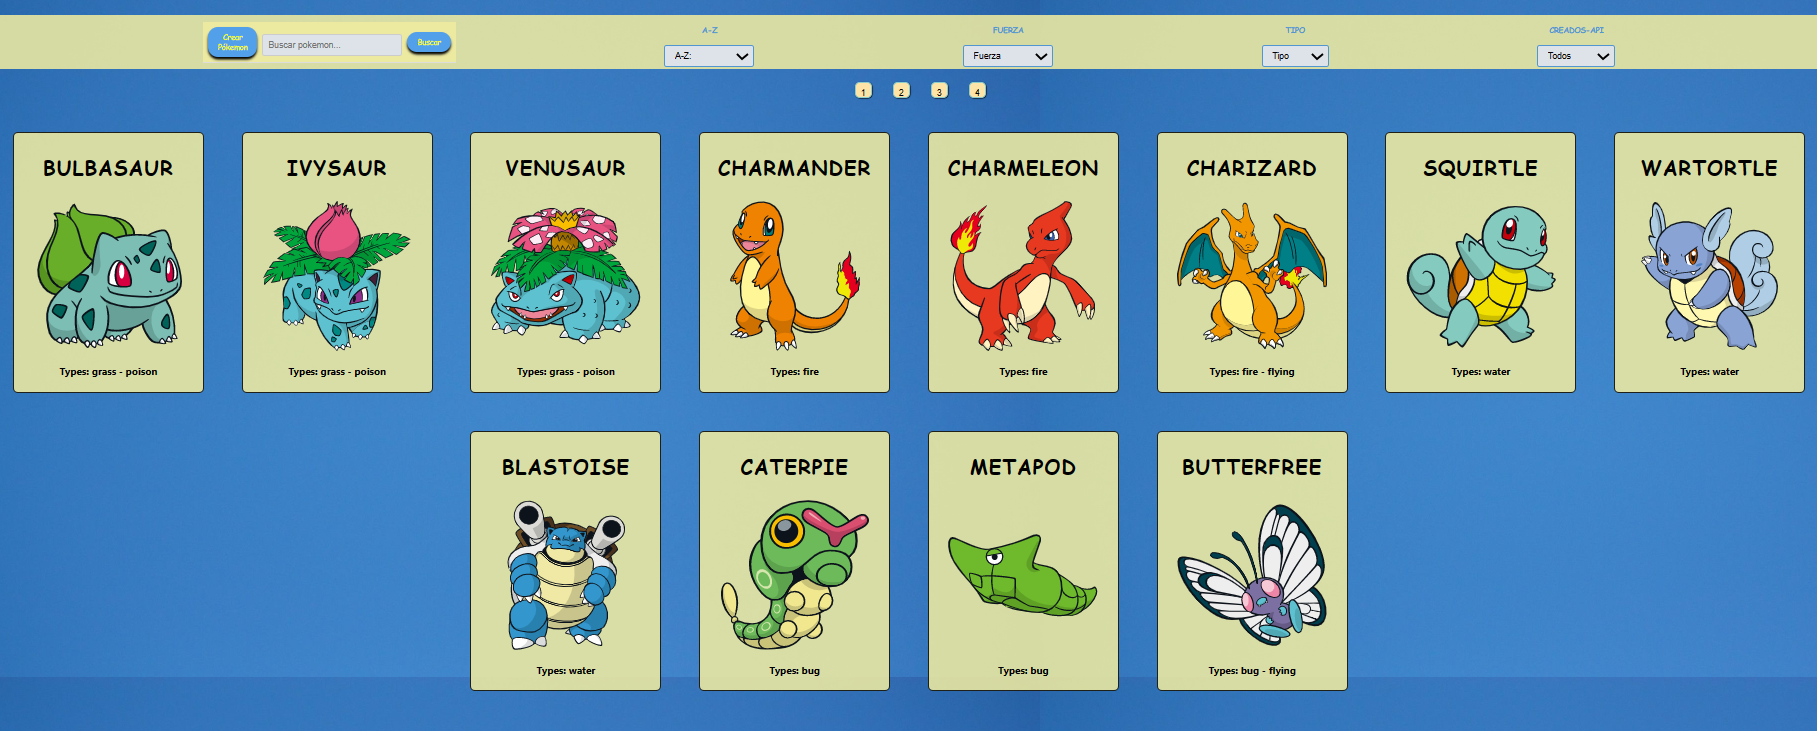 A-Z
FUERZA
TIPO
CREADOS-API
Crear
Pókemon
Buscar pokemon...
Buscar
A-Z:
Fuerza
Tipo
Todos
1 2 3 4
BULBASAUR
IVYSAUR
VENUSAUR
CHARMANDER
CHARMELEON
CHARIZARD
SQUIRTLE
WARTORTLE
Types: grass - poison
Types: grass - poison
Types: grass - poison
Types: fire
Types: fire
Types: fire - flying
Types: water
Types: water
BLASTOISE
CATERPIE
METAPOD
BUTTERFREE
Types: water
Types: bug
Types: bug
Types: bug - flying